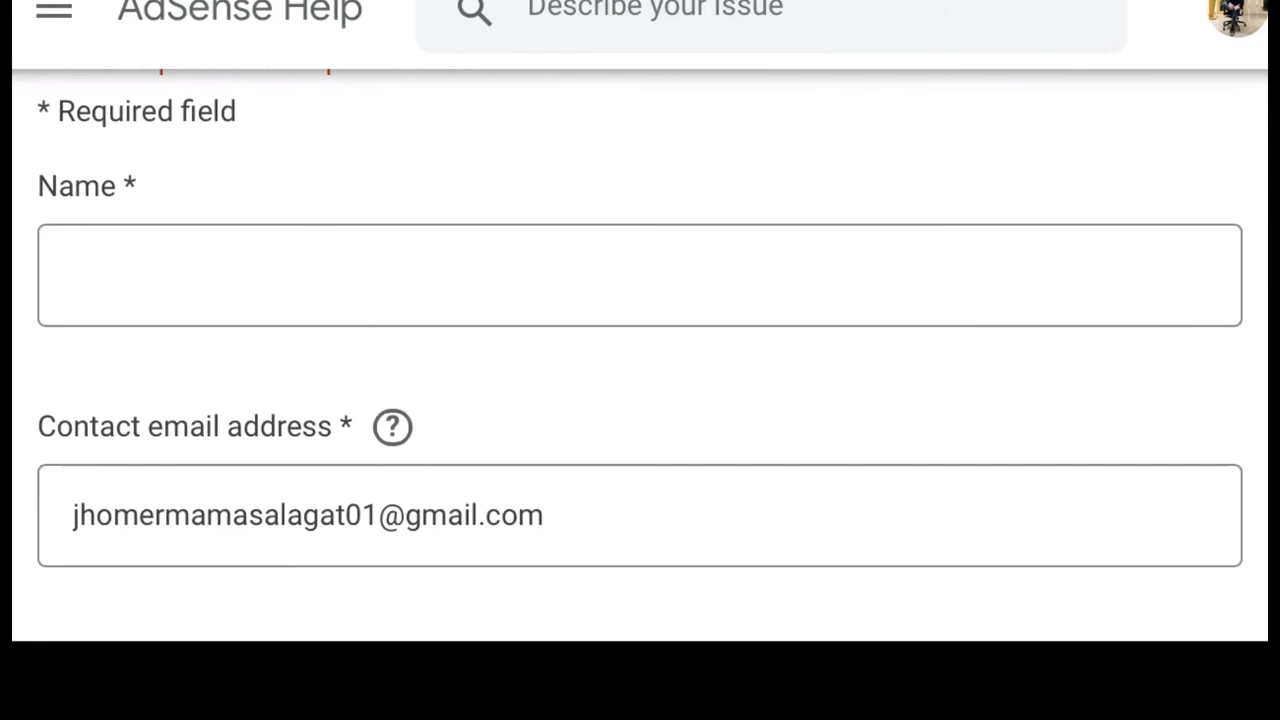 AdSense Help
Describe your issue
* Required field
Name *
Contact email address * ?
jhomermamasalagat01@gmail.com